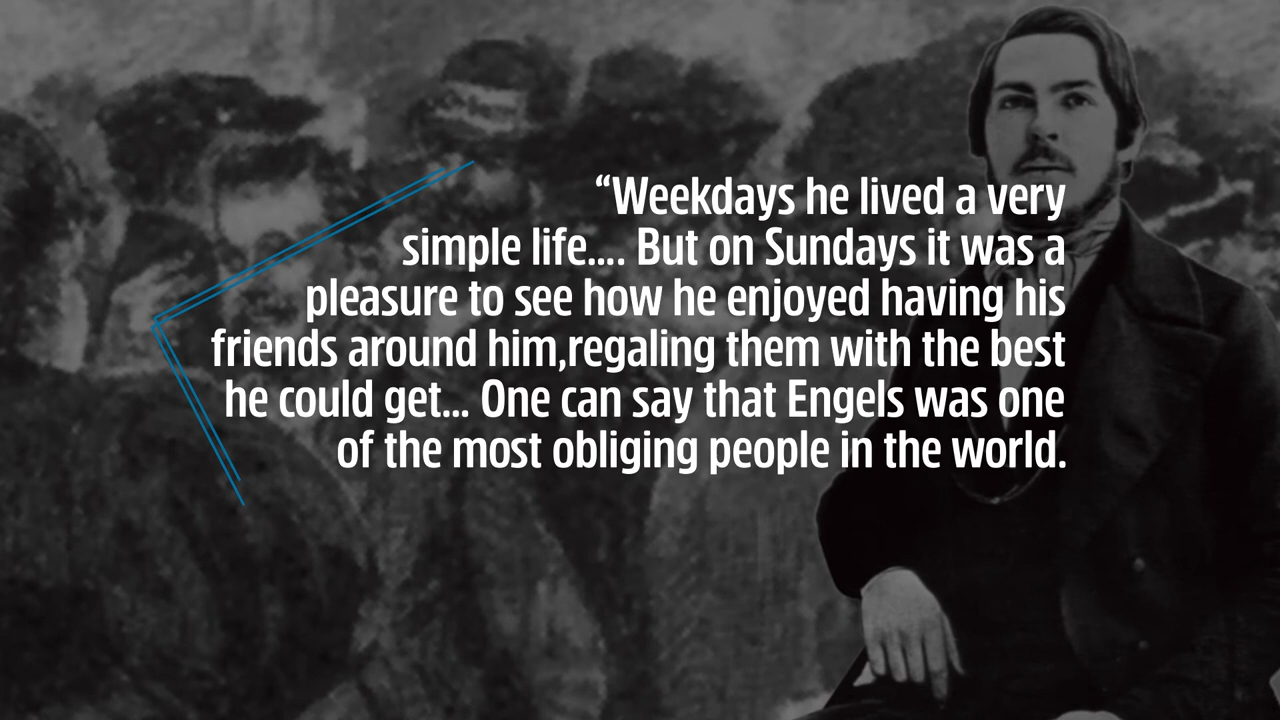 “Weekdays he lived a very
simple life.... But on Sundays it was a
pleasure to see how he enjoyed having his
friends around him,regaling them with the best
he could get... One can say that Engels was one
of the most obliging people in the world.